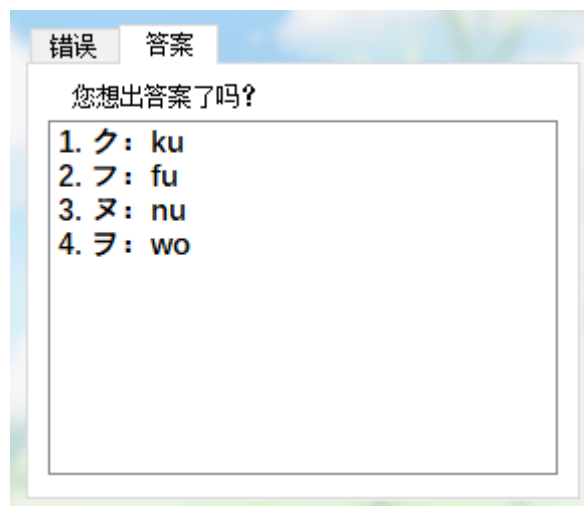 错误 答案
您想出答案了吗?
1. ク：ku
2. フ：fu
3. ヌ：nu
4. ヲ：wo